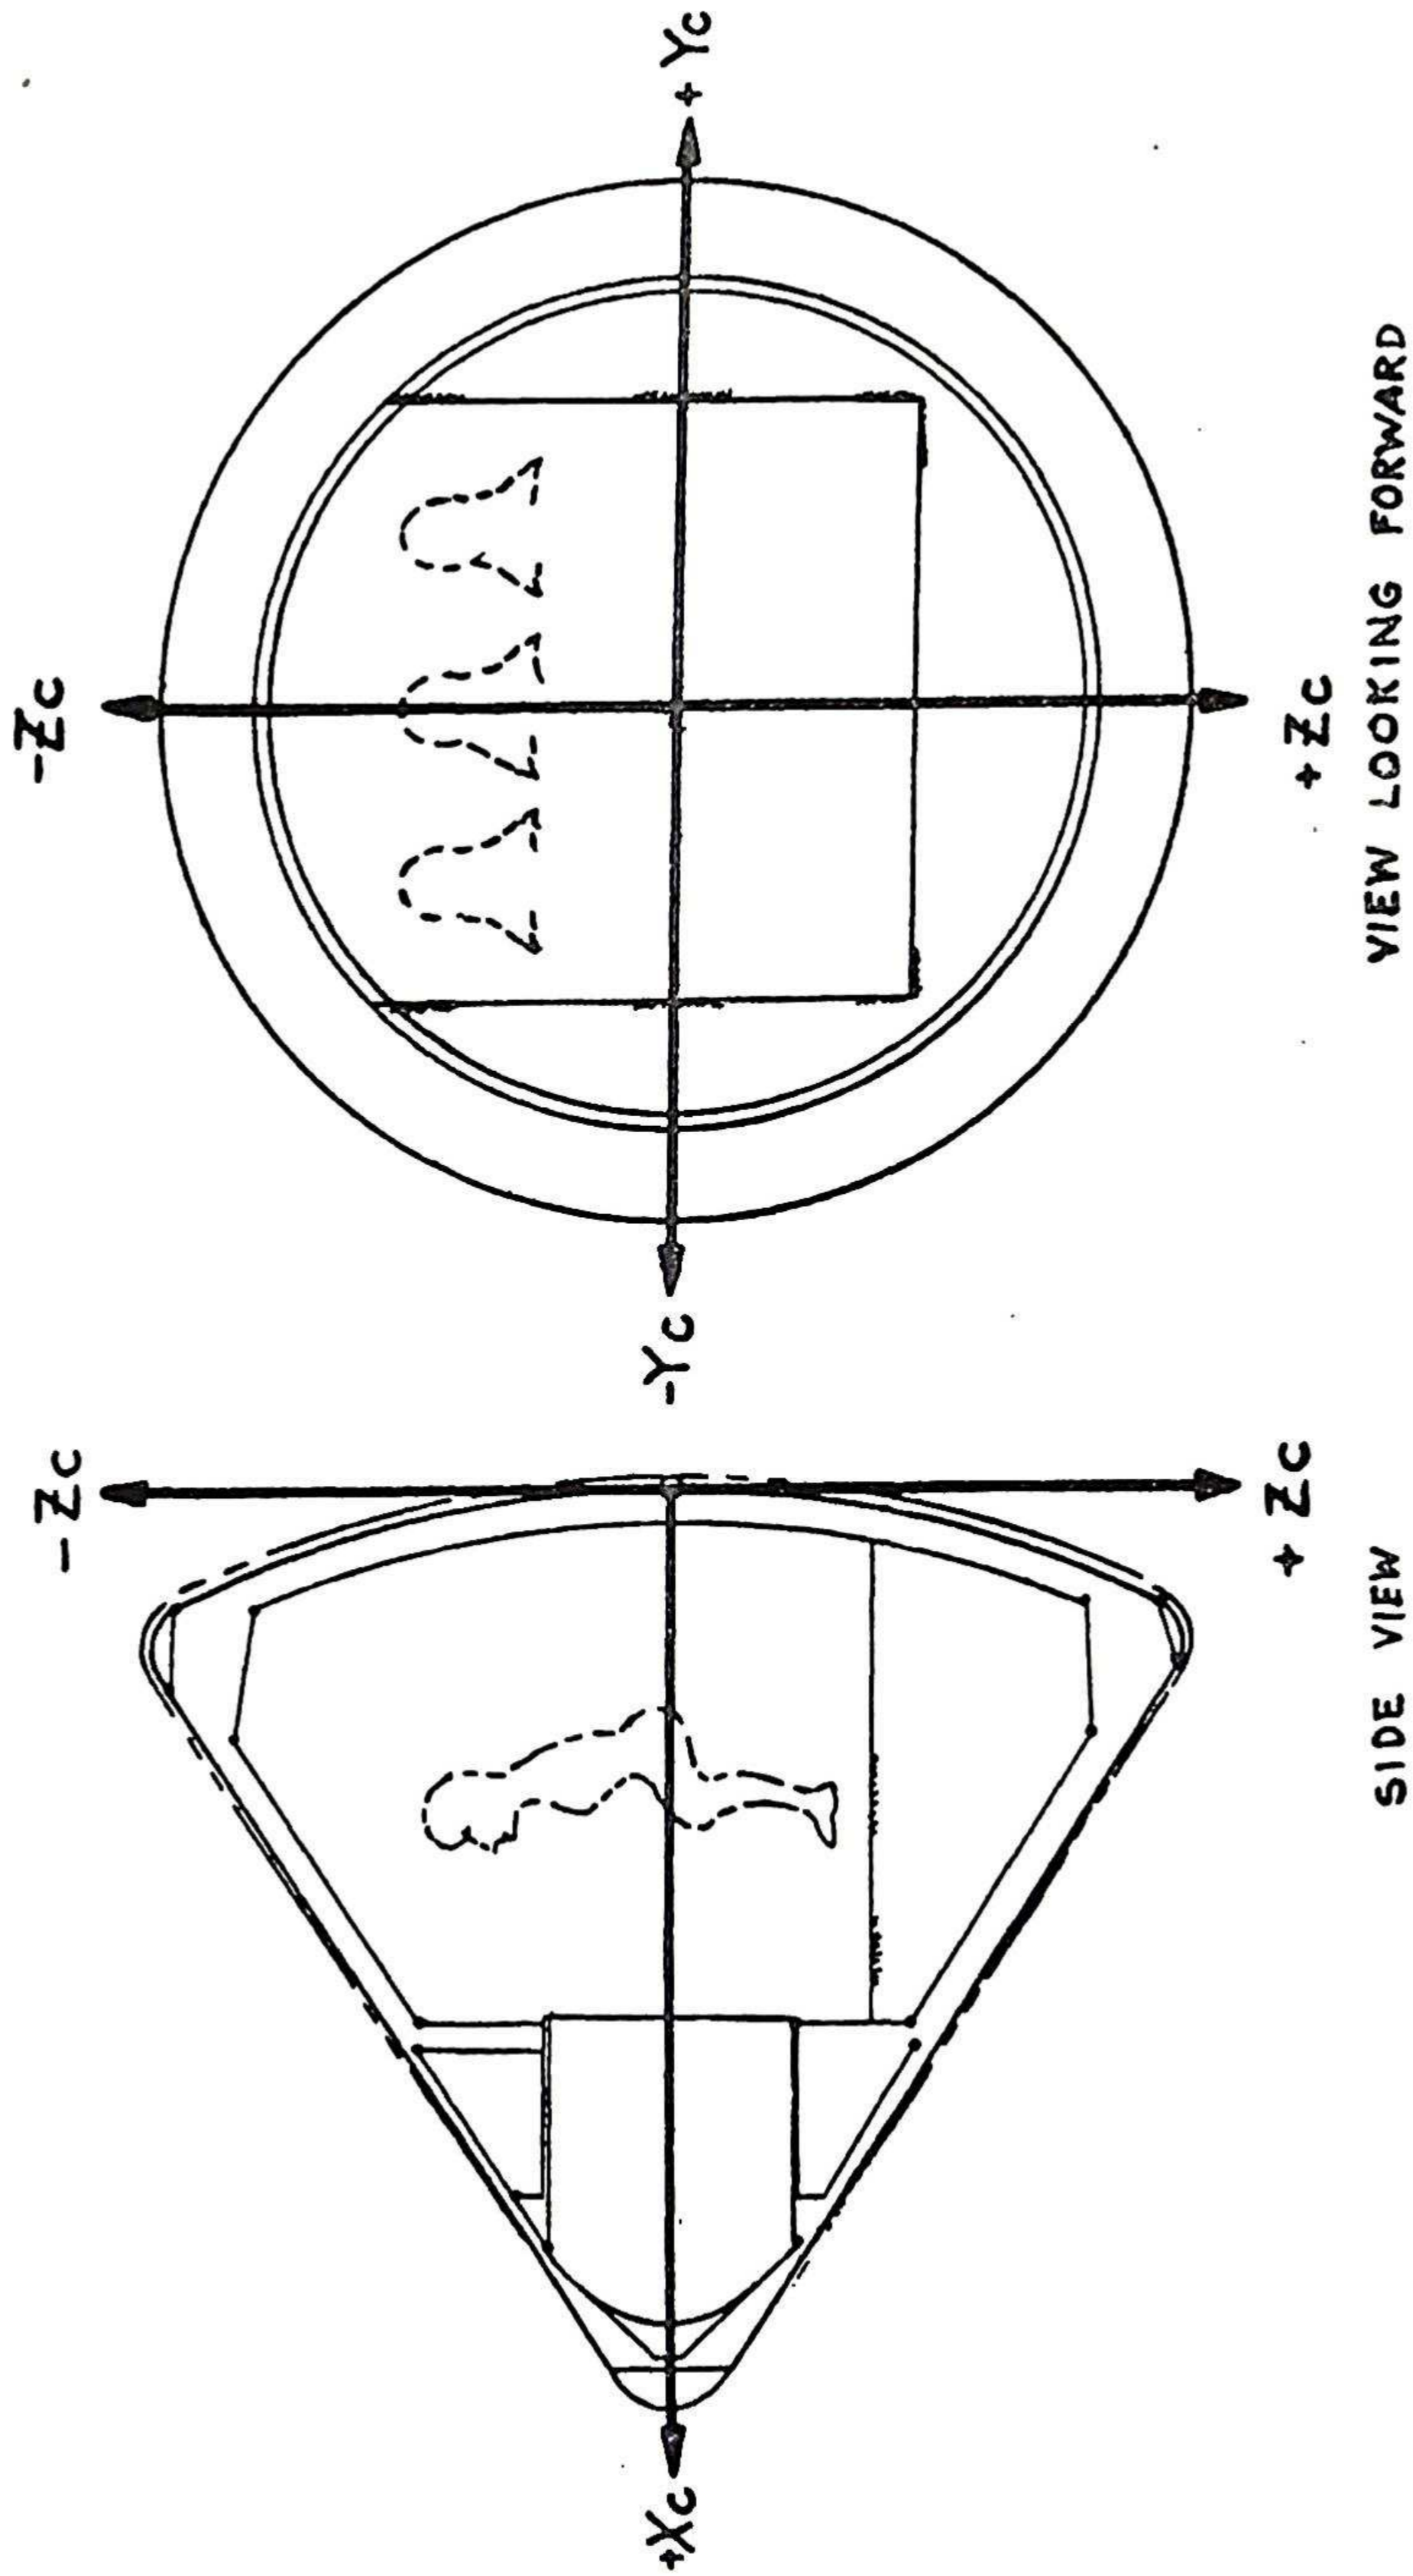 -Zc
+Yc
-Yc
+Zc
VIEW LOOKING FORWARD
-Zc
+Xc
+Zc
SIDE VIEW